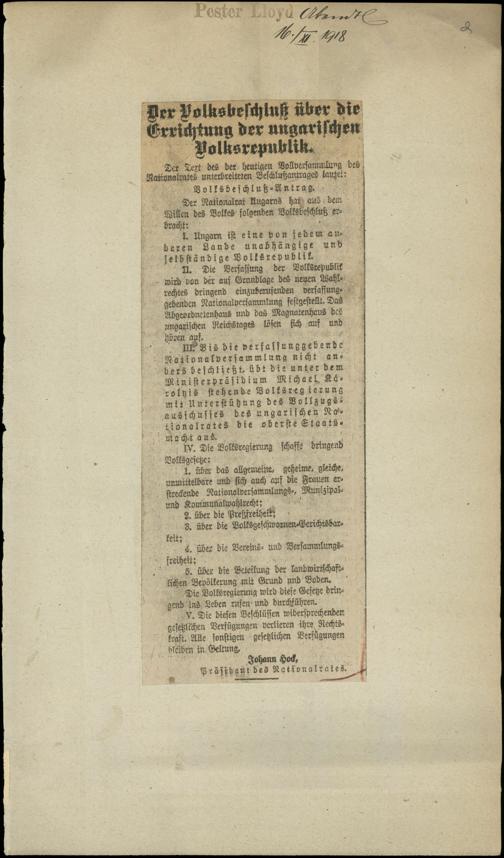 Pester Lloyd Abendbl
16./XI. 1918
2
Der Volksbeschluß über die
Errichtung der ungarischen
Volksrepublik.
Der Text des der heutigen Vollversammlung des
Nationalrates unterbreiteten Beschlußantrages lautet:
Volksbeschluß-Antrag.
Der Nationalrat Ungarns hat aus dem
Willen des Volkes folgenden Volksbeschluß er-
bracht:
I. Ungarn ist eine von jedem an-
deren Lande unabhängige und
selbständige Volksrepublik.
II. Die Verfassung der Volksrepublik
wird von der auf Grundlage des neuen Wahl-
rechtes dringend einzuberufenden verfassung-
gebenden Nationalversammlung festgestellt. Das
Abgeordnetenhaus und das Magnatenhaus des
ungarischen Reichstages lösen sich auf und
hören auf.
III. Bis die verfassunggebende
Nationalversammlung nicht an-
ders beschließt, übt die unter dem
Ministerpräsidium Michael Ká-
rolyis stehende Volksregierung
mit Unterstützung des Vollzugs-
ausschusses des ungarischen Na-
tionalrates die oberste Staats-
macht aus.
IV. Die Volksregierung schaffe dringend
Volksgesetze:
1. über das allgemeine, geheime, gleiche,
unmittelbare und sich auch auf die Frauen er-
streckende Nationalversammlungs-, Munizipal-
und Kommunalwahlrecht;
2. über die Preßfreiheit;
3. über die Volksgeschwornen-Gerichtsbar-
keit;
4. über die Vereins- und Versammlungs-
freiheit;
5. über die Beteilung der landwirtschaft-
lichen Bevölkerung mit Grund und Boden.
Die Volksregierung wird diese Gesetze drin-
gend ins Leben rufen und durchführen.
V. Die diesen Beschlüssen widersprechenden
gesetzlichen Verfügungen verlieren ihre Rechts-
kraft. Alle sonstigen gesetzlichen Verfügungen
bleiben in Geltung.
Johann Hock,
Präsident des Nationalrates.